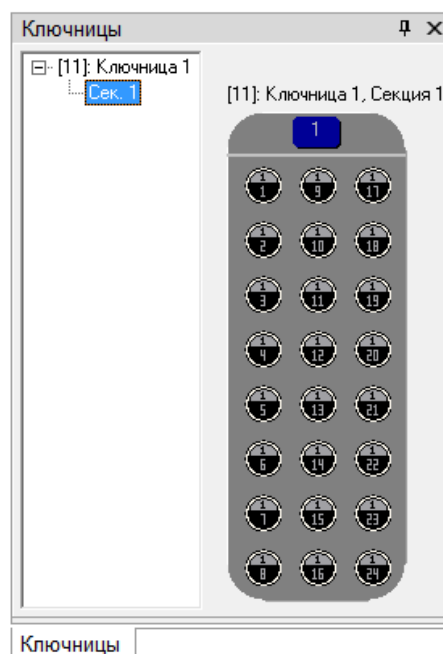 Ключницы
[11]: Ключница 1
Сек. 1
[11]: Ключница 1, Секция 1
1
1 1 1 9 1 17
1 2 1 10 1 18
1 3 1 11 1 19
1 4 1 12 1 20
1 5 1 13 1 21
1 6 1 14 1 22
1 7 1 15 1 23
1 8 1 16 1 24
Ключницы